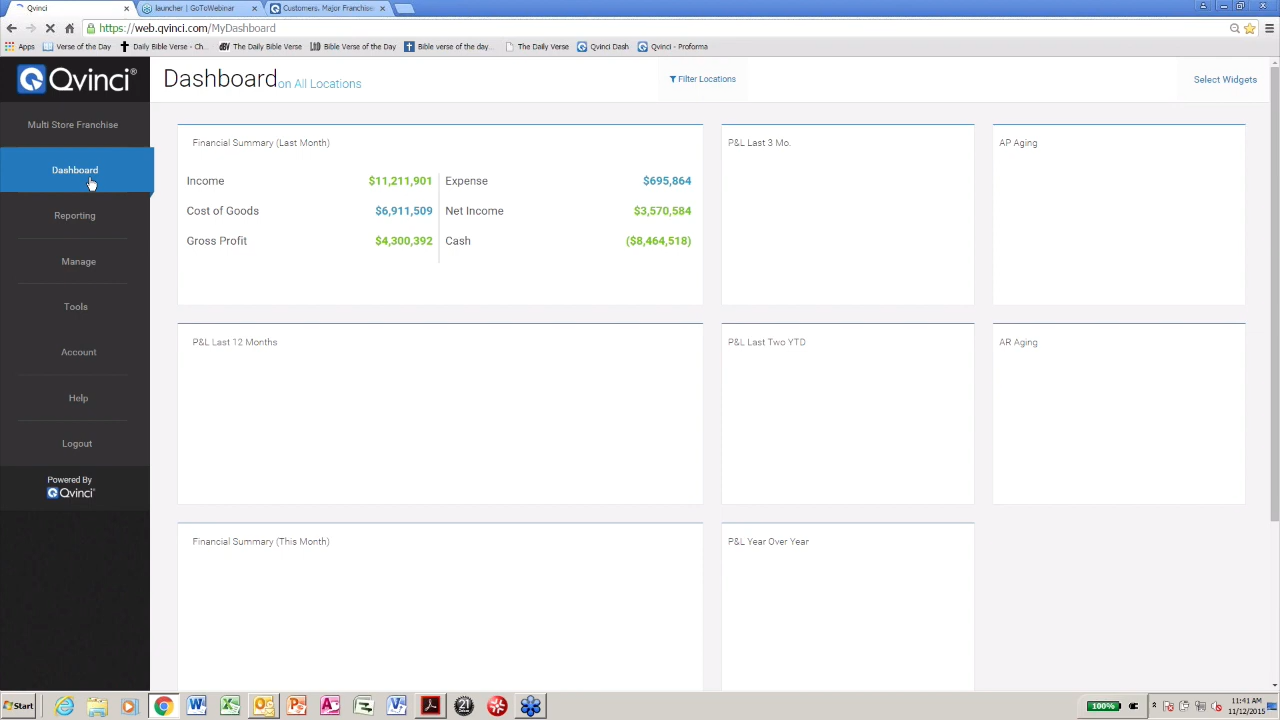 Qvinci
launcher | GoToWebinar
Customers, Major Franchise
https://web.qvinci.com/MyDashboard
Apps
Verse of the Day
Daily Bible Verse - Ch...
The Daily Bible Verse
Verse of the Day
Bible verse of the day...
The Daily Verse
Qvinci Dash
Qvinci - Proforma
Qvinci®
Dashboard on All Locations
Filter Locations
Select Widgets
Multi Store Franchise
Dashboard
Reporting
Manage
Tools
Account
Help
Logout
Powered By
Qvinci
Financial Summary (Last Month)
Income $11,211,901 Expense $695,864
Cost of Goods $6,911,509 Net Income $3,570,584
Gross Profit $4,300,392 Cash ($8,464,518)
P&L Last 3 Mo.
AP Aging
P&L Last 12 Months
P&L Last Two YTD
AR Aging
Financial Summary (This Month)
P&L Year Over Year
Start
21
100%
11:41 AM
11/12/2015